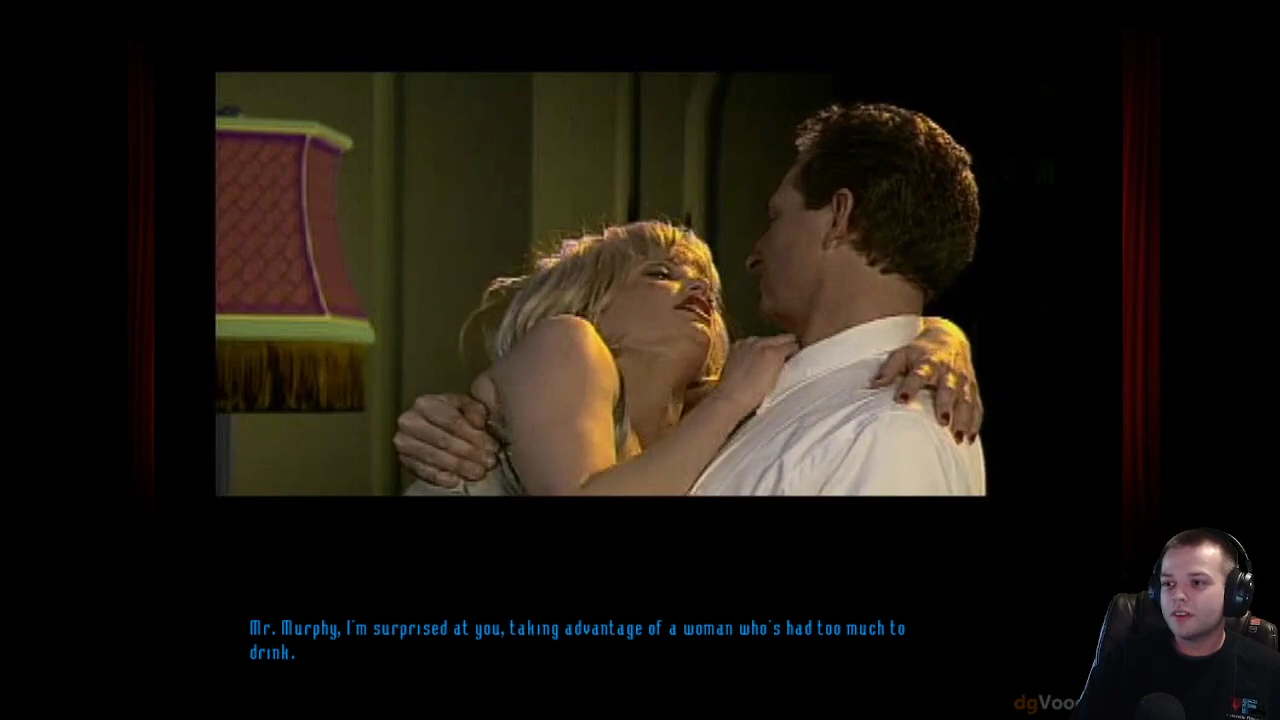 Mr. Murphy, I'm surprised at you, taking advantage of a woman who's had too much to
drink.
dgVoo